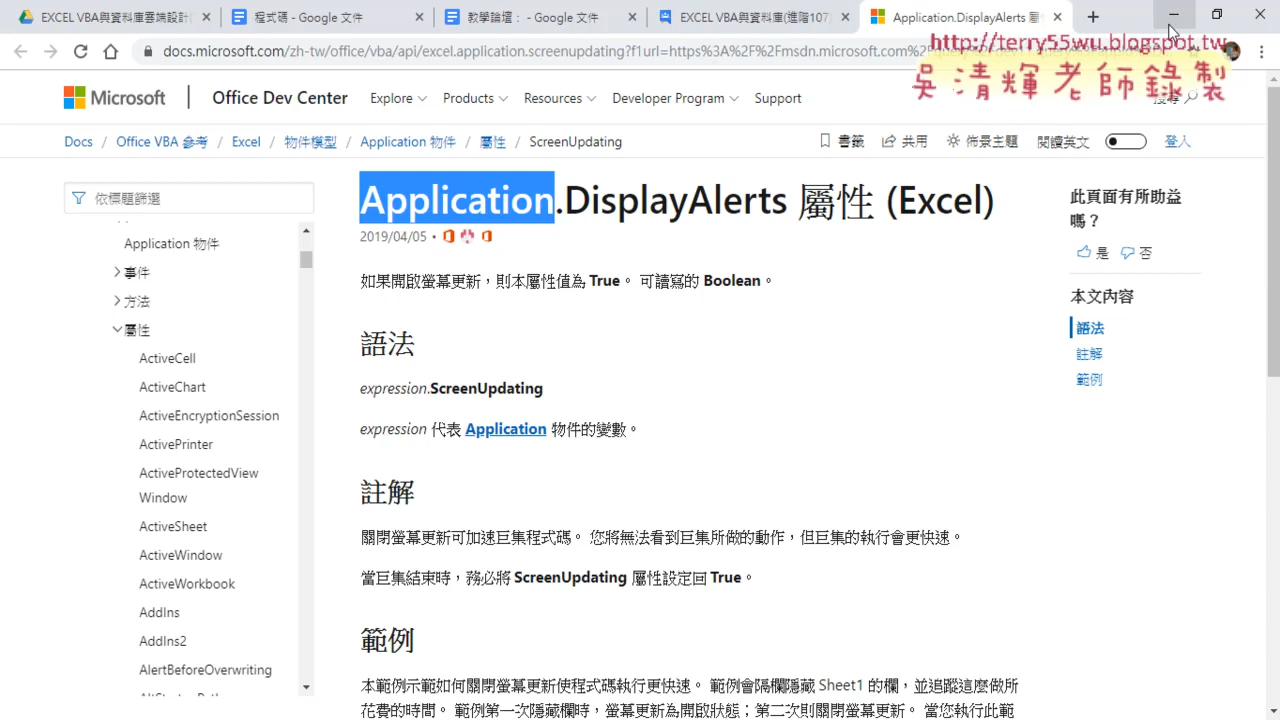 EXCEL VBA與資料庫雲端設計(
程式碼 - Google 文件
教學論壇： - Google 文件
EXCEL VBA與資料庫(進階107)
Application.DisplayAlerts 屬
docs.microsoft.com/zh-tw/office/vba/api/excel.application.screenupdating?f1url=https%3A%2F%2Fmsdn.microsoft.com%2F
http://terry55wu.blogspot.tw
吳清輝老師錄製
Microsoft
Office Dev Center
Explore
Products
Resources
Developer Program
Support
搜尋
Docs / Office VBA 參考 / Excel / 物件模型 / Application 物件 / 屬性 / ScreenUpdating
書籤
共用
佈景主題
閱讀英文
登入
依標題篩選
Application 物件
事件
方法
屬性
ActiveCell
ActiveChart
ActiveEncryptionSession
ActivePrinter
ActiveProtectedView
Window
ActiveSheet
ActiveWindow
ActiveWorkbook
AddIns
AddIns2
AlertBeforeOverwriting
Application.DisplayAlerts 屬性 (Excel)
2019/04/05 •
如果開啟螢幕更新，則本屬性值為 True。 可讀寫的 Boolean。
語法
expression.ScreenUpdating
expression 代表 Application 物件的變數。
註解
關閉螢幕更新可加速巨集程式碼。 您將無法看到巨集所做的動作，但巨集的執行會更快速。
當巨集結束時，務必將 ScreenUpdating 屬性設定回 True。
範例
本範例示範如何關閉螢幕更新使程式碼執行更快速。 範例會隔欄隱藏 Sheet1 的欄，並追蹤這麼做所
花費的時間。 範例第一次隱藏欄時，螢幕更新為開啟狀態；第二次則關閉螢幕更新。 當您執行此範
此頁面有所助益
嗎？
是
否
本文內容
語法
註解
範例